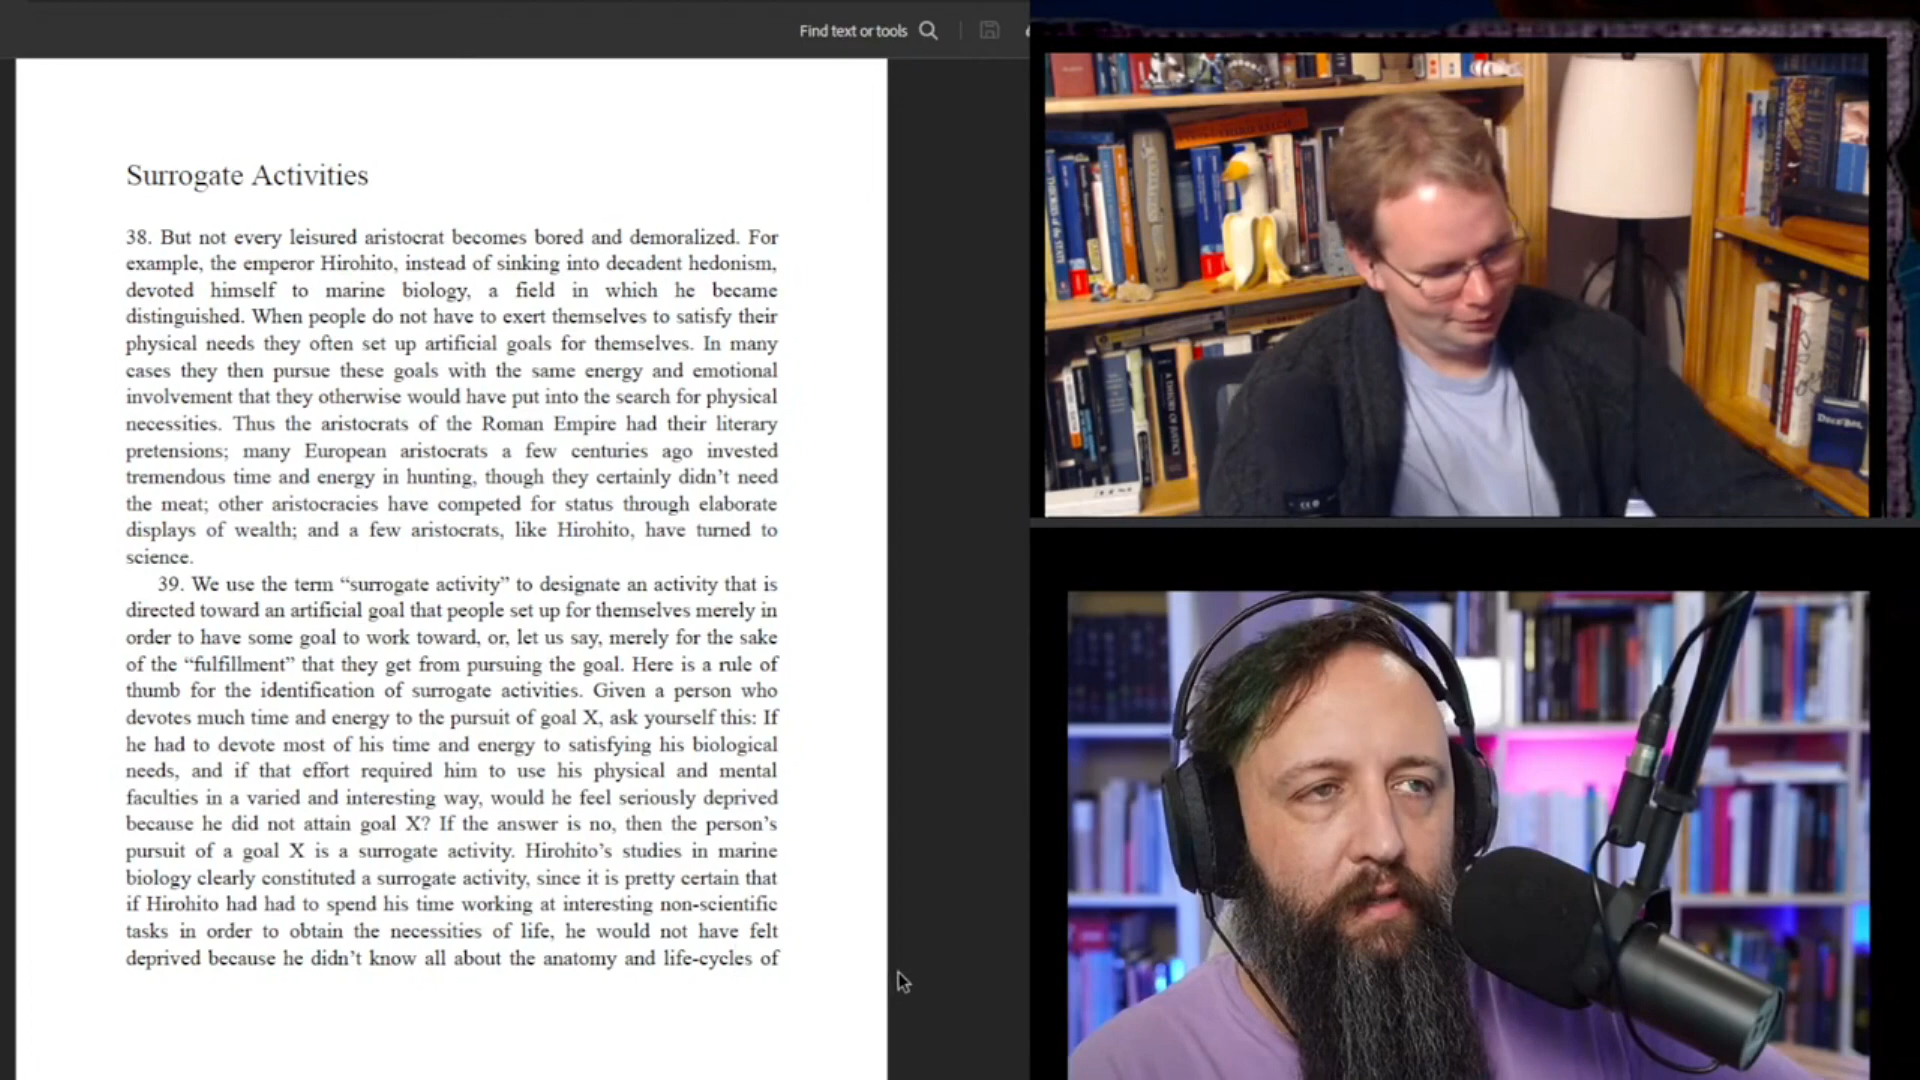 Find text or tools
Surrogate Activities
38. But not every leisured aristocrat becomes bored and demoralized. For
example, the emperor Hirohito, instead of sinking into decadent hedonism,
devoted himself to marine biology, a field in which he became
distinguished. When people do not have to exert themselves to satisfy their
physical needs they often set up artificial goals for themselves. In many
cases they then pursue these goals with the same energy and emotional
involvement that they otherwise would have put into the search for physical
necessities. Thus the aristocrats of the Roman Empire had their literary
pretensions; many European aristocrats a few centuries ago invested
tremendous time and energy in hunting, though they certainly didn’t need
the meat; other aristocracies have competed for status through elaborate
displays of wealth; and a few aristocrats, like Hirohito, have turned to
science.
39. We use the term “surrogate activity” to designate an activity that is
directed toward an artificial goal that people set up for themselves merely in
order to have some goal to work toward, or, let us say, merely for the sake
of the “fulfillment” that they get from pursuing the goal. Here is a rule of
thumb for the identification of surrogate activities. Given a person who
devotes much time and energy to the pursuit of goal X, ask yourself this: If
he had to devote most of his time and energy to satisfying his biological
needs, and if that effort required him to use his physical and mental
faculties in a varied and interesting way, would he feel seriously deprived
because he did not attain goal X? If the answer is no, then the person’s
pursuit of a goal X is a surrogate activity. Hirohito’s studies in marine
biology clearly constituted a surrogate activity, since it is pretty certain that
if Hirohito had had to spend his time working at interesting non-scientific
tasks in order to obtain the necessities of life, he would not have felt
deprived because he didn’t know all about the anatomy and life-cycles of
A THEORY OF JUSTICE